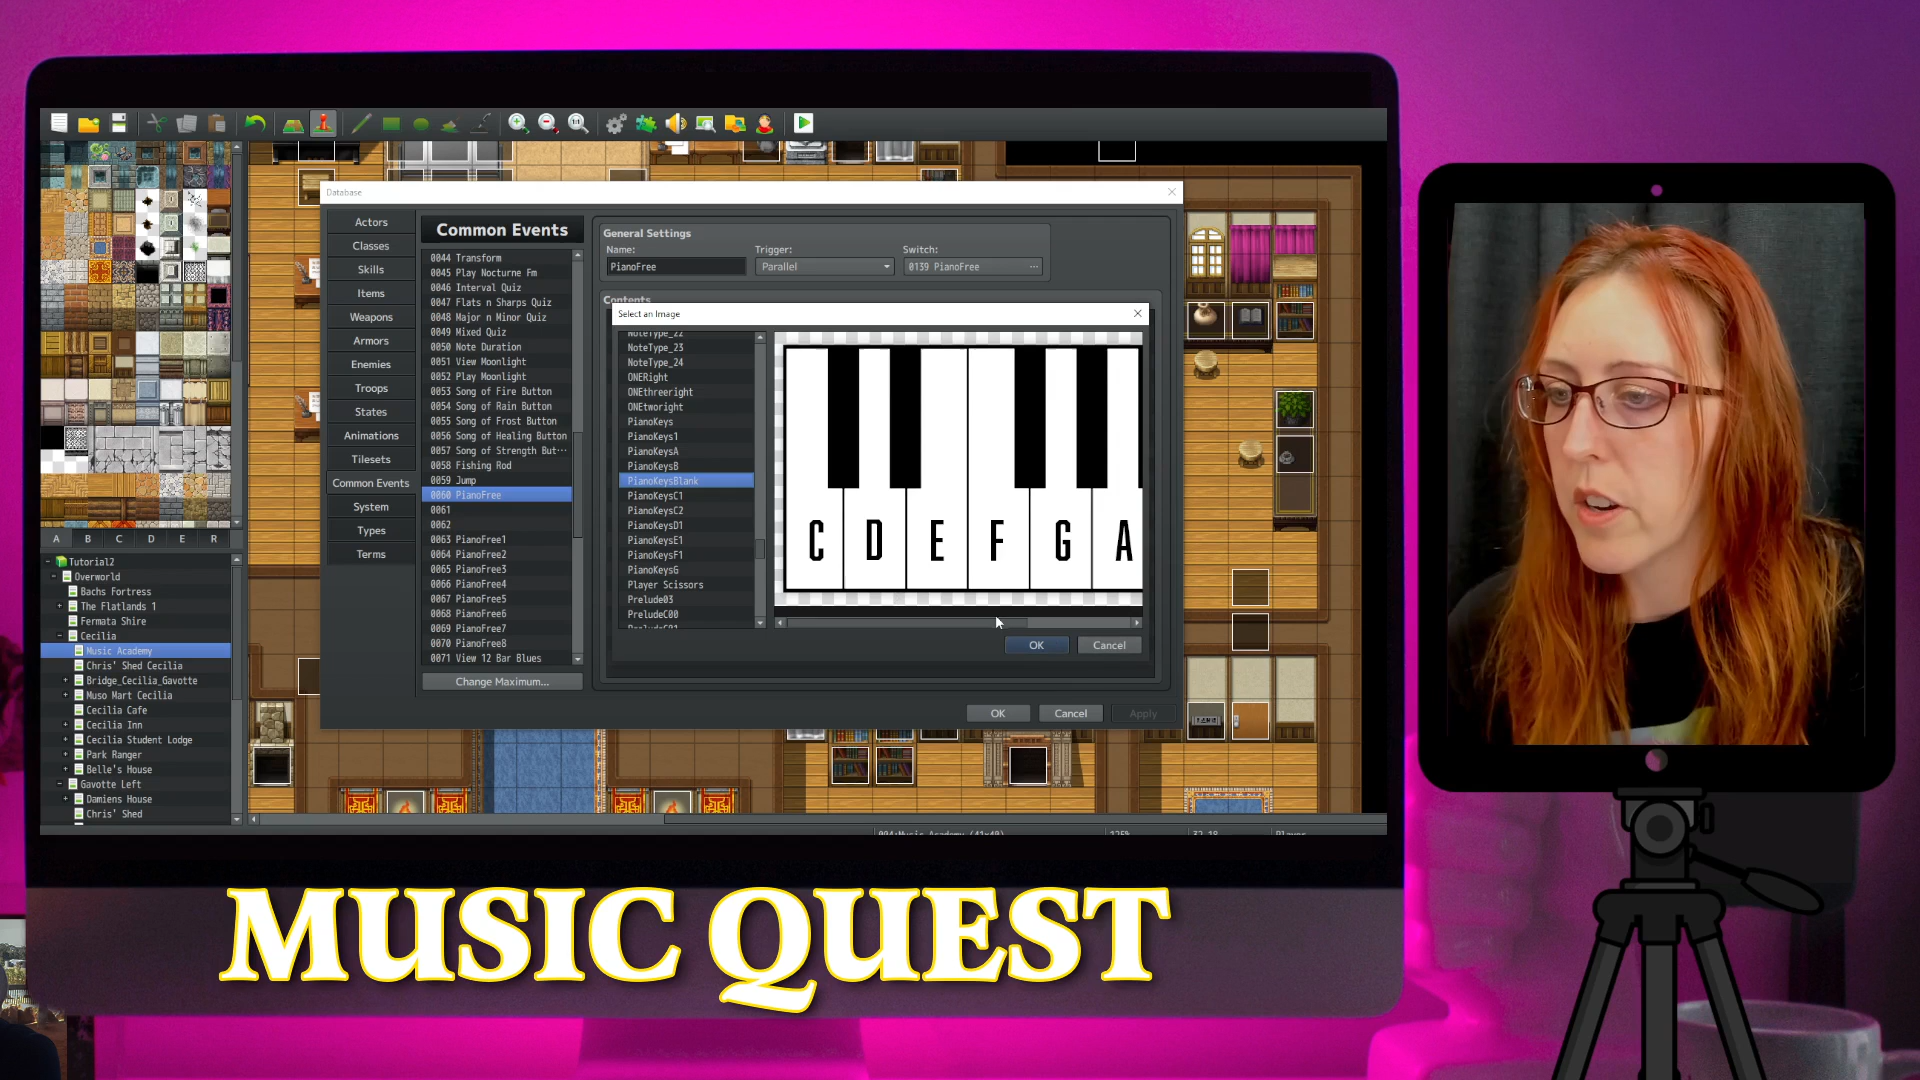 Database
Actors
Classes
Skills
Items
Weapons
Armors
Enemies
Troops
States
Animations
Tilesets
Common Events
System
Types
Terms
Common Events
0044 Transform
0045 Play Nocturne Fm
0046 Interval Quiz
0047 Flats n Sharps Quiz
0048 Major n Minor Quiz
0049 Mixed Quiz
0050 Note Duration
0051 View Moonlight
0052 Play Moonlight
0053 Song of Fire Button
0054 Song of Rain Button
0055 Song of Frost Button
0056 Song of Healing Button
0057 Song of Strength But···
0058 Fishing Rod
0059 Jump
0060 PianoFree
0061
0062
0063 PianoFree1
0064 PianoFree2
0065 PianoFree3
0066 PianoFree4
0067 PianoFree5
0068 PianoFree6
0069 PianoFree7
0070 PianoFree8
0071 View 12 Bar Blues
Change Maximum...
General Settings
Name:
Trigger:
Switch:
PianoFree
Parallel
0139 PianoFree
...
Contents
Select an Image
NoteType_22
NoteType_23
NoteType_24
ONERight
ONEthreeright
ONEtworight
PianoKeys
PianoKeys1
PianoKeysA
PianoKeysB
PianoKeysBlank
PianoKeysC1
PianoKeysC2
PianoKeysD1
PianoKeysE1
PianoKeysF1
PianoKeysG
Player Scissors
Prelude03
PreludeC00
C D E F G A
OK
Cancel
OK
Cancel
Apply
A B C D E R
Tutorial2
Overworld
Bachs Fortress
The Flatlands 1
Fermata Shire
Cecilia
Music Academy
Chris' Shed Cecilia
Bridge_Cecilia_Gavotte
Muso Mart Cecilia
Cecilia Cafe
Cecilia Inn
Cecilia Student Lodge
Park Ranger
Belle's House
Gavotte Left
Damiens House
Chris' Shed
MUSIC QUEST